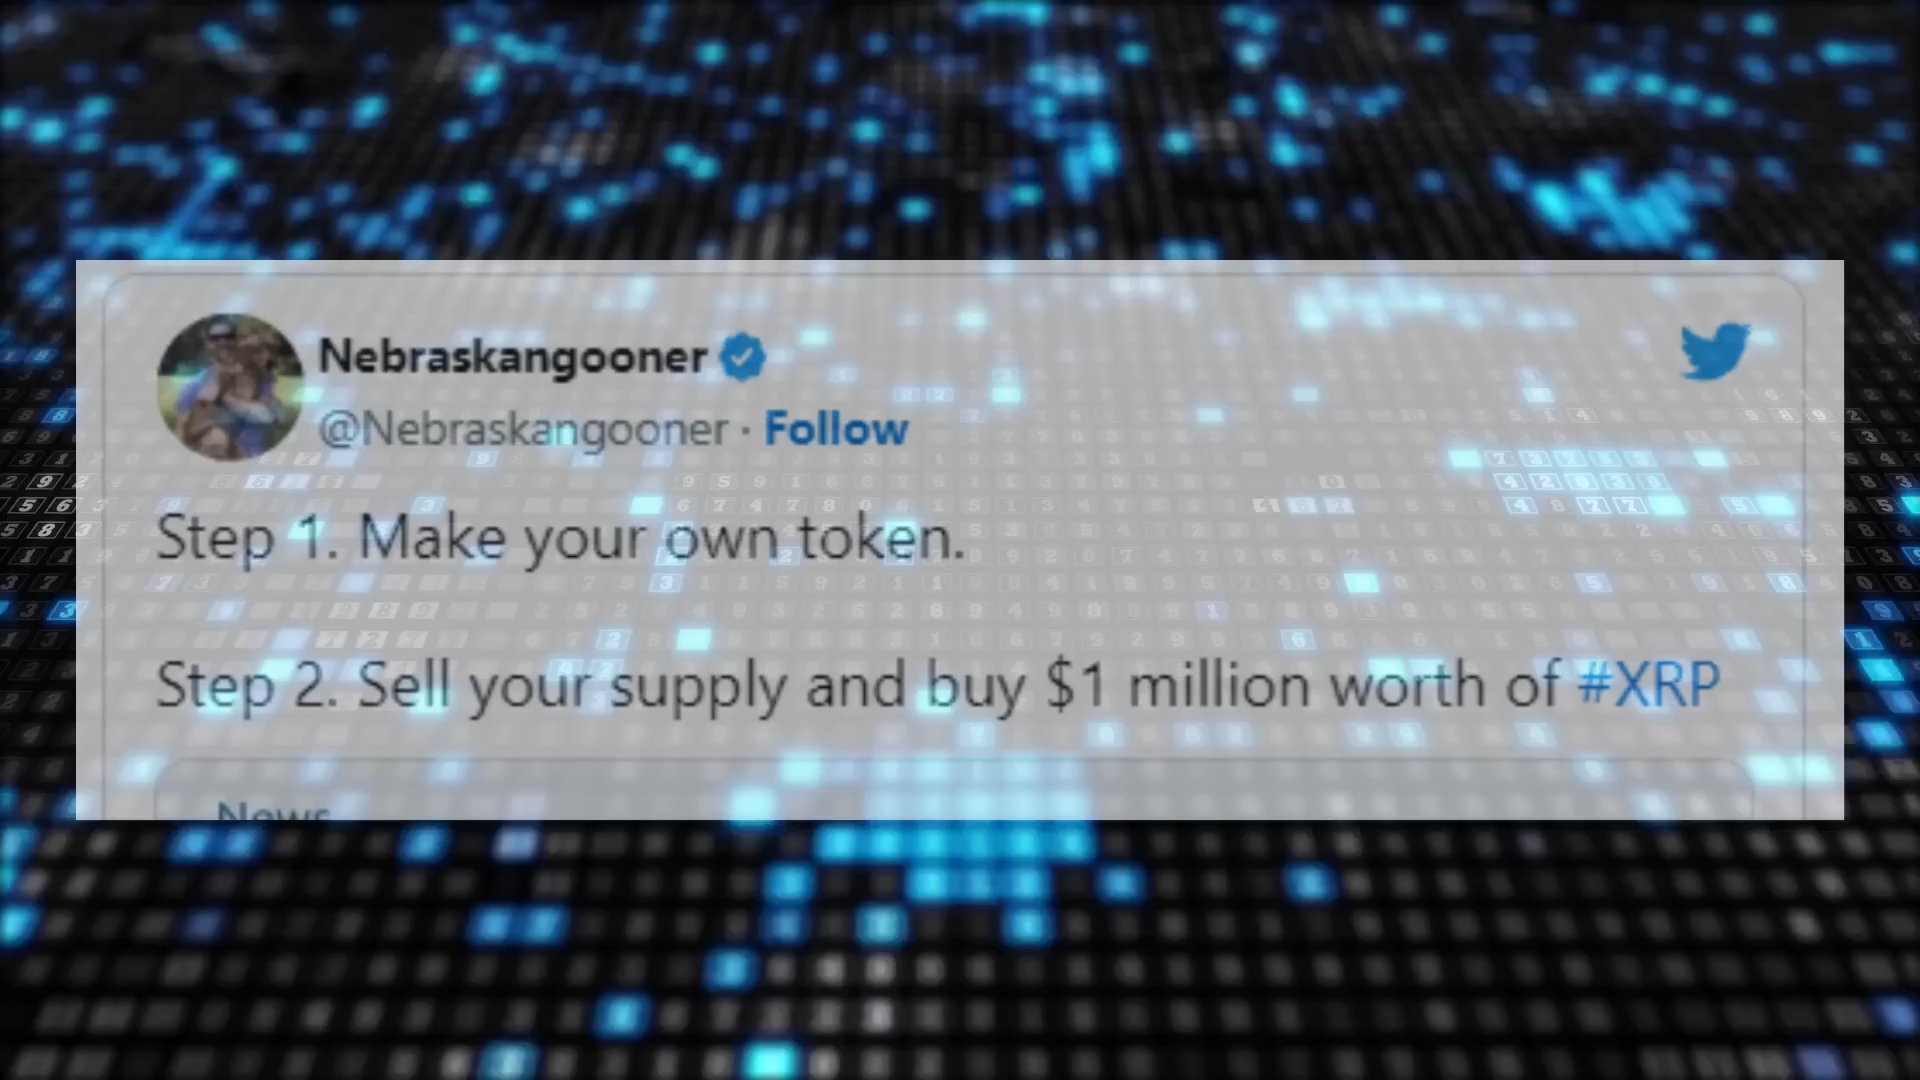 Nebraskangooner
@Nebraskangooner · Follow
Step 1. Make your own token.
Step 2. Sell your supply and buy $1 million worth of #XRP
News